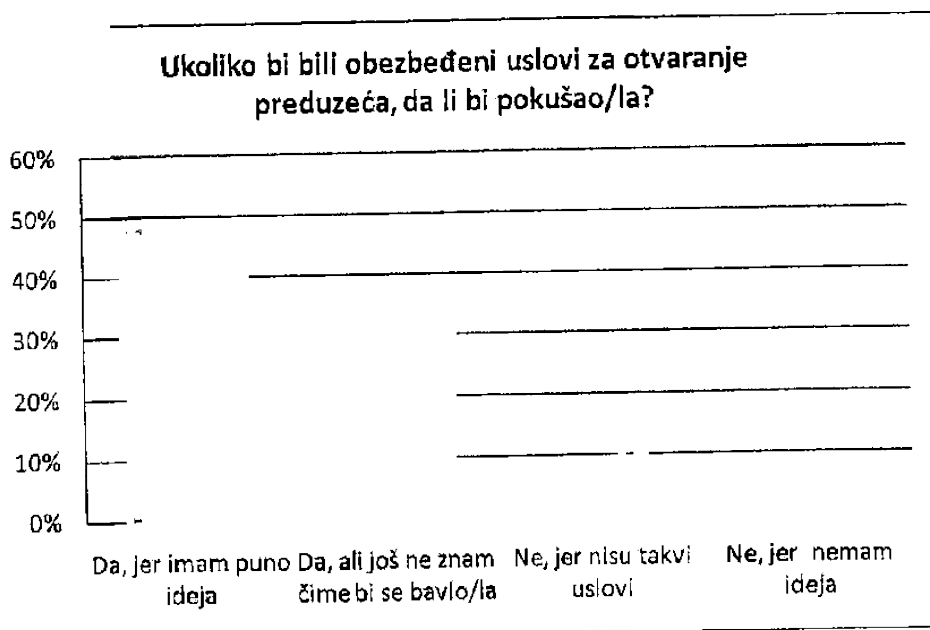 Ukoliko bi bili obezbeđeni uslovi za otvaranje
preduzeća, da li bi pokušao/la?
60%
50%
40%
30%
20%
10%
0%
Da, jer imam puno
ideja
Da, ali još ne znam
čime bi se bavlo/la
Ne, jer nisu takvi
uslovi
Ne, jer nemam
ideja